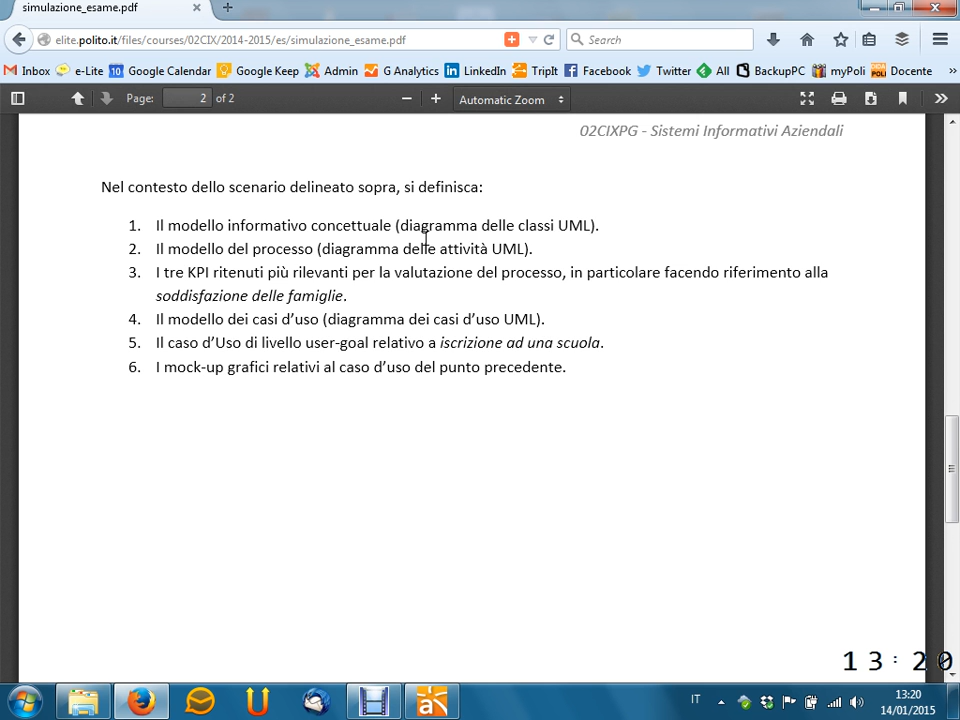 simulazione_esame.pdf
elite.polito.it/files/courses/02CIX/2014-2015/es/simulazione_esame.pdf
Search
Inbox e-Lite Google Calendar Google Keep Admin G Analytics LinkedIn TripIt Facebook Twitter All BackupPC myPoli Docente
Page: 2 of 2
Automatic Zoom
02CIXPG - Sistemi Informativi Aziendali
Nel contesto dello scenario delineato sopra, si definisca:
1. Il modello informativo concettuale (diagramma delle classi UML).
2. Il modello del processo (diagramma delle attività UML).
3. I tre KPI ritenuti più rilevanti per la valutazione del processo, in particolare facendo riferimento alla
soddisfazione delle famiglie.
4. Il modello dei casi d'uso (diagramma dei casi d'uso UML).
5. Il caso d'Uso di livello user-goal relativo a iscrizione ad una scuola.
6. I mock-up grafici relativi al caso d'uso del punto precedente.
13:20
IT
13:20
14/01/2015